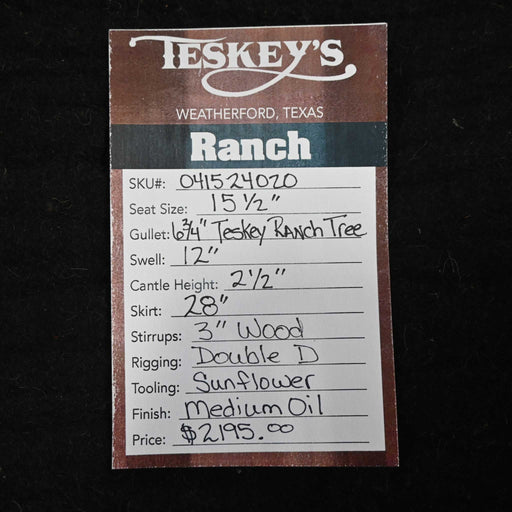 TESKEY'S
WEATHERFORD, TEXAS
Ranch
SKU#: 041524020
Seat Size: 15 1/2"
Gullet: 6 3/4" Teskey Ranch Tree
Swell: 12"
Cantle Height: 2 1/2"
Skirt: 28"
Stirrups: 3" Wood
Rigging: Double D
Tooling: Sunflower
Finish: Medium Oil
Price: $2195.00